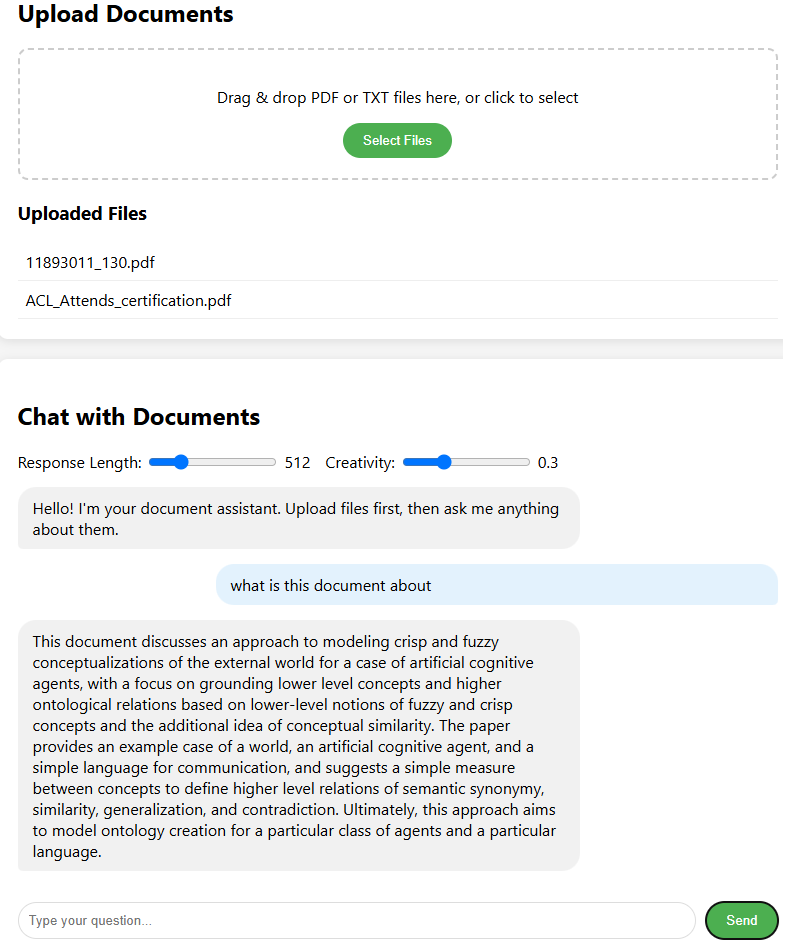 Upload Documents
Drag & drop PDF or TXT files here, or click to select
Select Files
Uploaded Files
11893011_130.pdf
ACL_Attends_certification.pdf
Chat with Documents
Response Length: 512 Creativity: 0.3
Hello! I'm your document assistant. Upload files first, then ask me anything
about them.
what is this document about
This document discusses an approach to modeling crisp and fuzzy
conceptualizations of the external world for a case of artificial cognitive
agents, with a focus on grounding lower level concepts and higher
ontological relations based on lower-level notions of fuzzy and crisp
concepts and the additional idea of conceptual similarity. The paper
provides an example case of a world, an artificial cognitive agent, and a
simple language for communication, and suggests a simple measure
between concepts to define higher level relations of semantic synonymy,
similarity, generalization, and contradiction. Ultimately, this approach aims
to model ontology creation for a particular class of agents and a particular
language.
Type your question...
Send